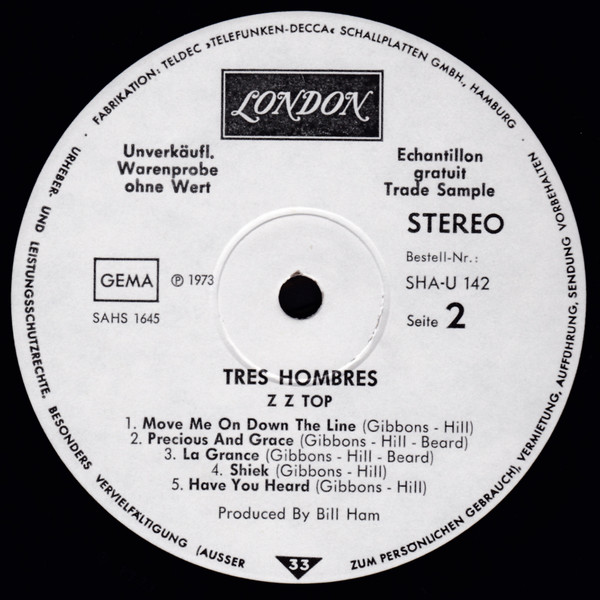 · FABRIKATION: TELDEC »TELEFUNKEN-DECCA« SCHALLPLATTEN GMBH., HAMBURG ·
URHEBER- UND LEISTUNGSSCHUTZRECHTE. BESONDERS VERVIELFÄLTIGUNG (AUSSER ZUM PERSÖNLICHEN GEBRAUCH), VERMIETUNG, AUFFÜHRUNG, SENDUNG VORBEHALTEN
LONDON
Unverkäufl.
Warenprobe
ohne Wert
Echantillon
gratuit
Trade Sample
STEREO
Bestell-Nr.:
SHA-U 142
Seite 2
GEMA
℗ 1973
SAHS 1645
TRES HOMBRES
Z Z TOP
1. Move Me On Down The Line (Gibbons - Hill)
2. Precious And Grace (Gibbons - Hill - Beard)
3. La Grance (Gibbons - Hill - Beard)
4. Shiek (Gibbons - Hill)
5. Have You Heard (Gibbons - Hill)
Produced By Bill Ham
33